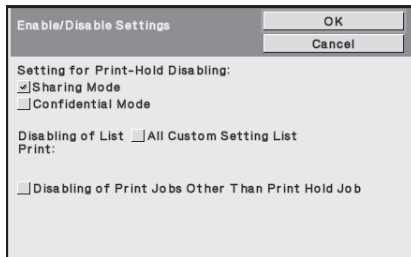 Enable/Disable Settings
OK
Cancel
Setting for Print-Hold Disabling:
Sharing Mode
Confidential Mode
Disabling of List All Custom Setting List
Print:
Disabling of Print Jobs Other Than Print Hold Job